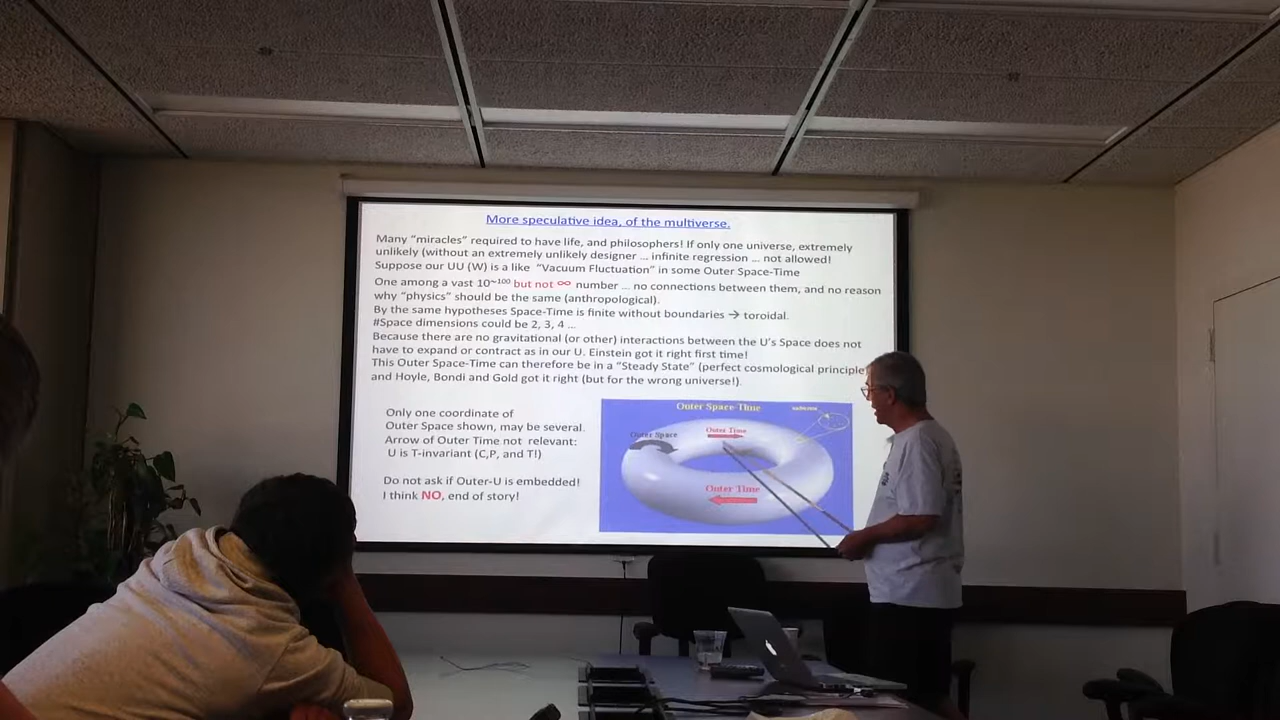 More speculative idea, of the multiverse.
Many “miracles” required to have life, and philosophers! If only one universe, extremely
unlikely (without an extremely unlikely designer … infinite regression … not allowed!
Suppose our UU (W) is a like “Vacuum Fluctuation” in some Outer Space-Time
One among a vast 10~100 but not ∞ number … no connections between them, and no reason
why “physics” should be the same (anthropological).
By the same hypotheses Space-Time is finite without boundaries → toroidal.
#Space dimensions could be 2, 3, 4 …
Because there are no gravitational (or other) interactions between the U's Space does not
have to expand or contract as in our U. Einstein got it right first time!
This Outer Space-Time can therefore be in a “Steady State” (perfect cosmological principle)
and Hoyle, Bondi and Gold got it right (but for the wrong universe!).
Only one coordinate of
Outer Space shown, may be several.
Arrow of Outer Time not relevant:
U is T-invariant (C,P, and T!)
Do not ask if Outer-U is embedded!
I think NO, end of story!
Outer Space-Time
Outer Space
Outer Time
Outer Time